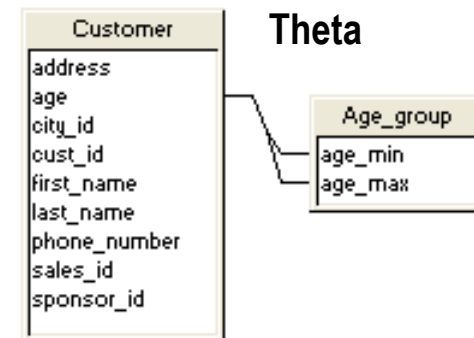 Customer
Theta
address
age
city_id
cust_id
first_name
last_name
phone_number
sales_id
sponsor_id
Age_group
age_min
age_max